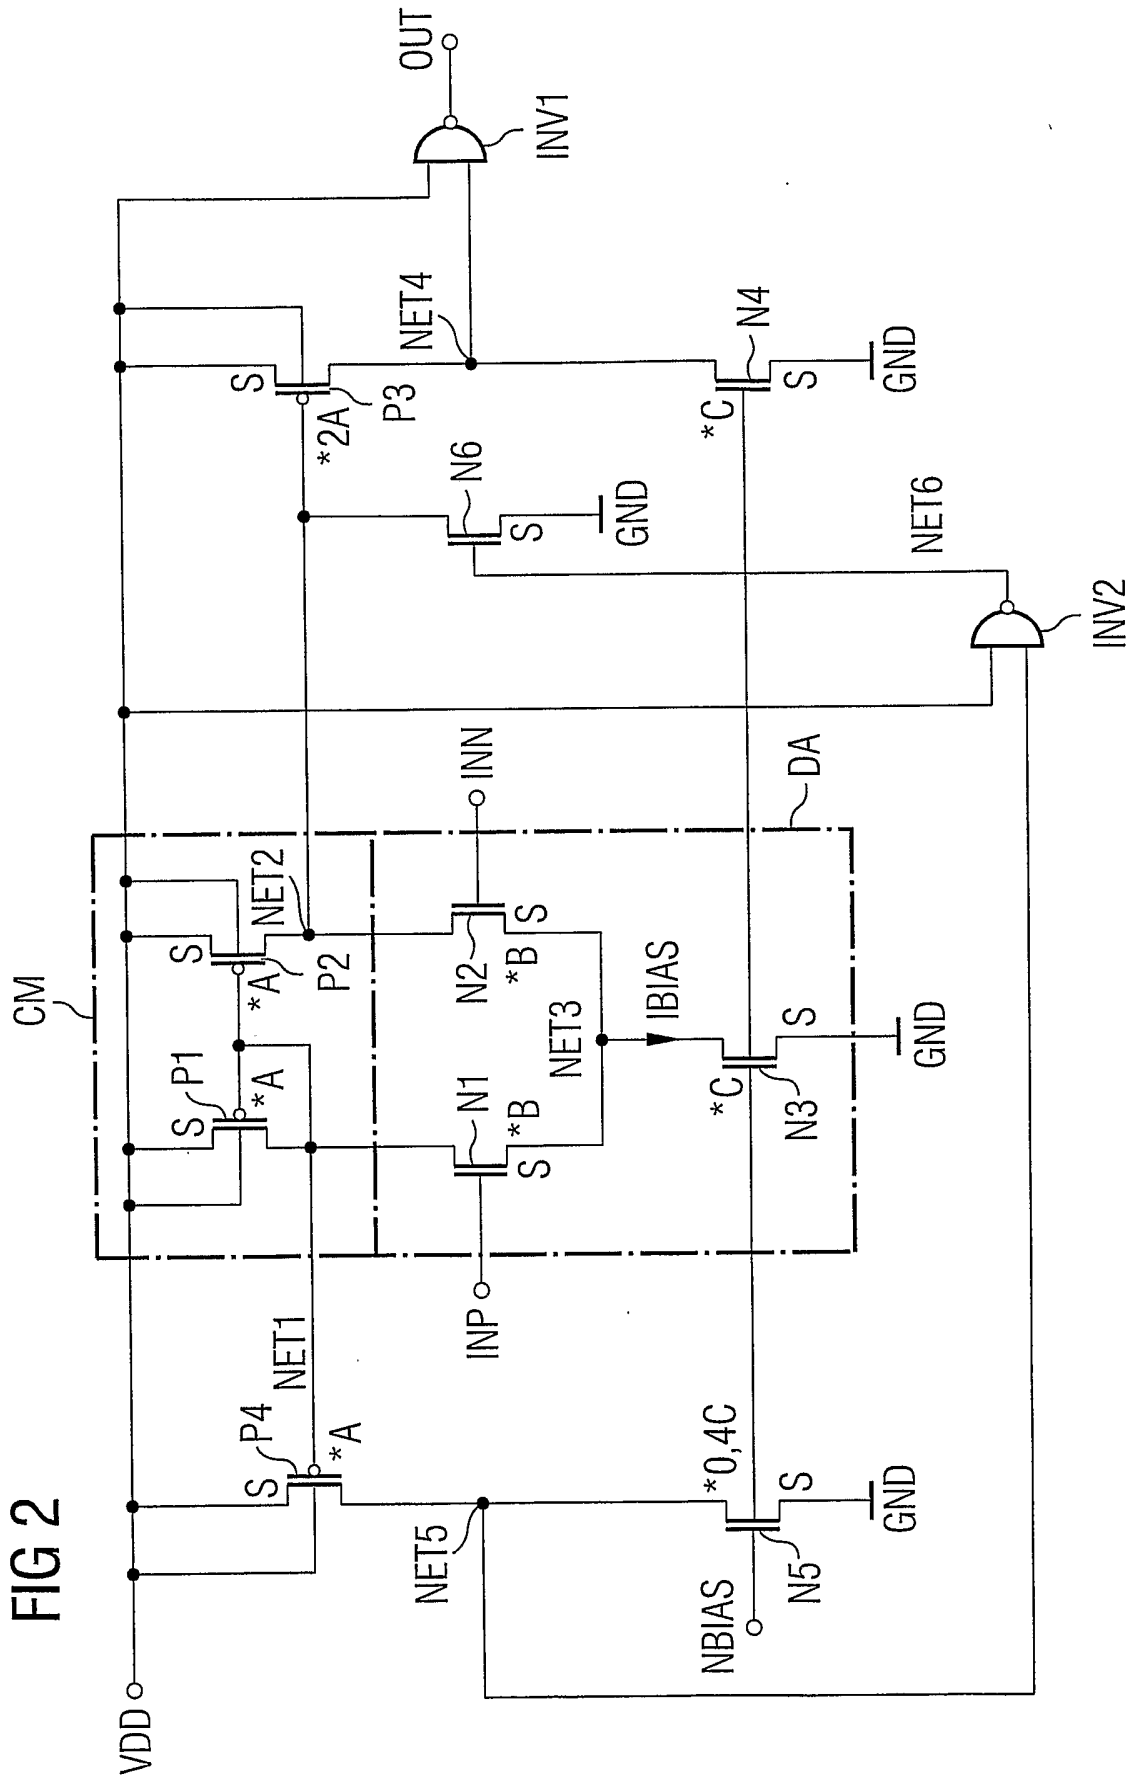 FIG 2
VDD
CM
S
P4
*A
NET1
S
P1
*A
S
P2
*A
NET2
S
P3
*2A
NET4
OUT
INV1
NET5
INP
N1
*B
S
N2
*B
S
INN
N6
S
GND
NET3
IBIAS
DA
NBIAS
*0,4C
N5
S
GND
*C
N3
S
GND
*C
N4
S
GND
NET6
INV2